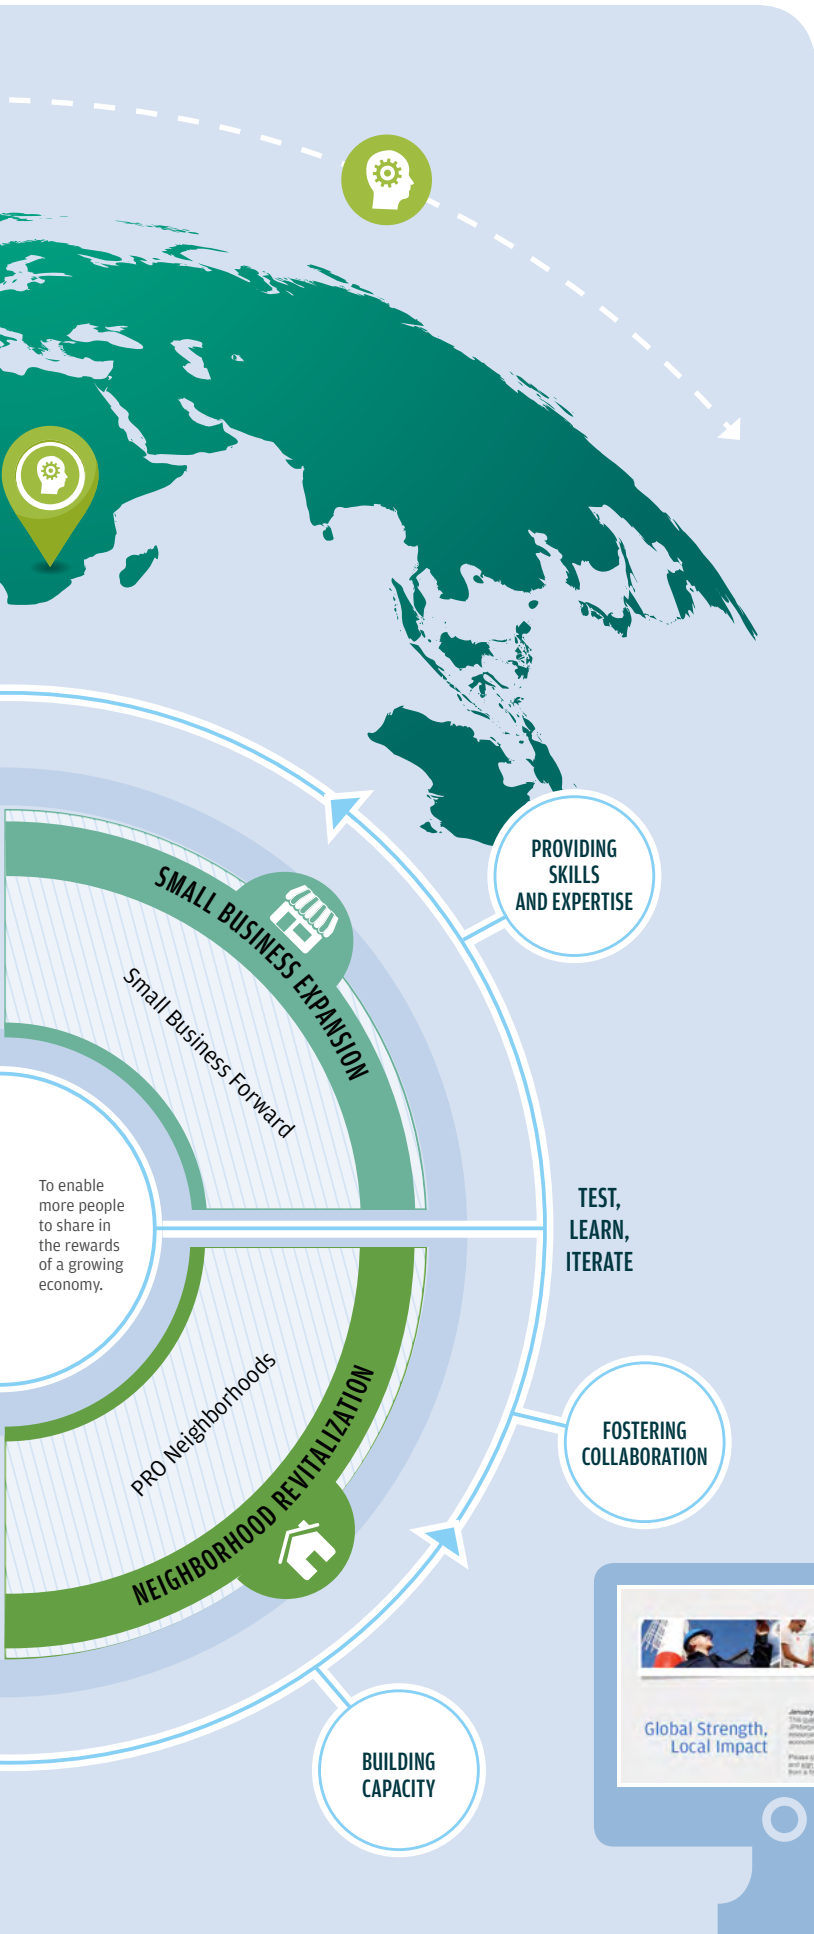 PROVIDING
SKILLS
AND EXPERTISE
SMALL BUSINESS EXPANSION
Small Business Forward
To enable
more people
to share in
the rewards
of a growing
economy.
TEST,
LEARN,
ITERATE
PRO Neighborhoods
NEIGHBORHOOD REVITALIZATION
FOSTERING
COLLABORATION
BUILDING
CAPACITY
Global Strength,
Local Impact
January